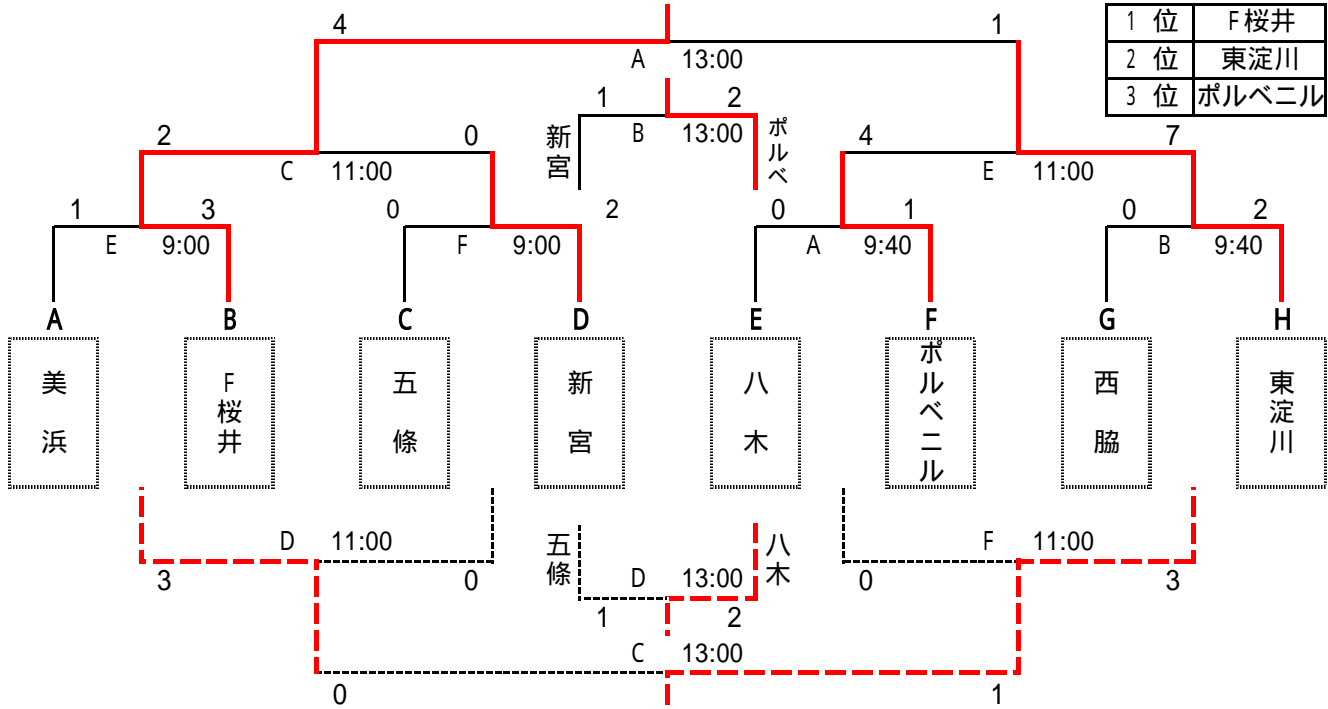 4 1
A 13:00
1 位 F桜井
2 位 東淀川
3 位 ポルベニル
1 2
新宮 B 13:00 ポルベ
2 0
C 11:00
4 7
E 11:00
1 3
E 9:00
0 2
F 9:00
0 1
A 9:40
0 2
B 9:40
A B C D E F G H
美浜
F桜井
五條
新宮
八木
ポルベニル
西脇
東淀川
D 11:00
3 0
五條 D 13:00 八木
1 2
F 11:00
0 3
C 13:00
0 1